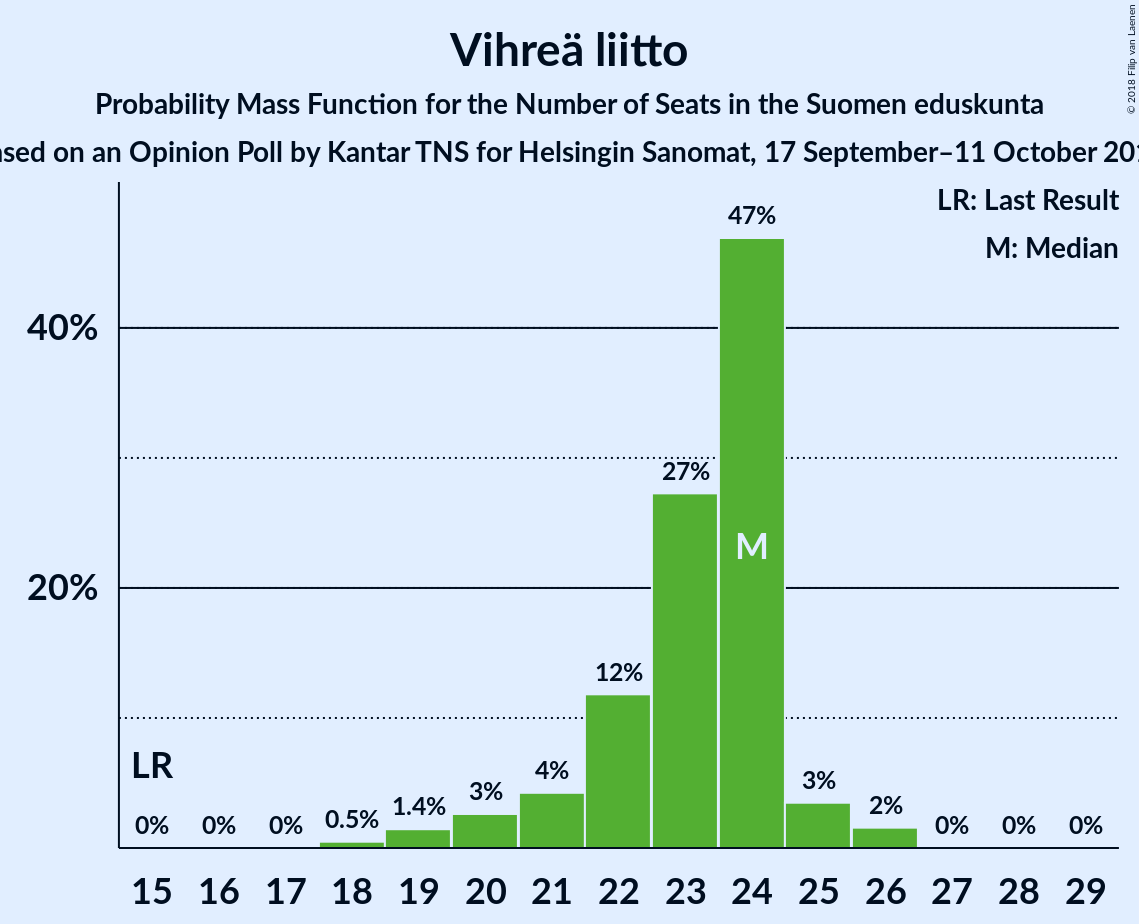 Vihreä liitto
Probability Mass Function for the Number of Seats in the Suomen eduskunta
on an Opinion Poll by Kantar TNS for Helsingin Sanomat, 17 September–11 October
© 2018 Filip van Laenen
LR: Last Result
M: Median
47%
40%
27%
M
20%
12%
LR
4%
3%
3%
2%
1.4%
0.5%
0% 0% 0% 0% 0% 0%
15 16 17 18 19 20 21 22 23 24 25 26 27 28 29